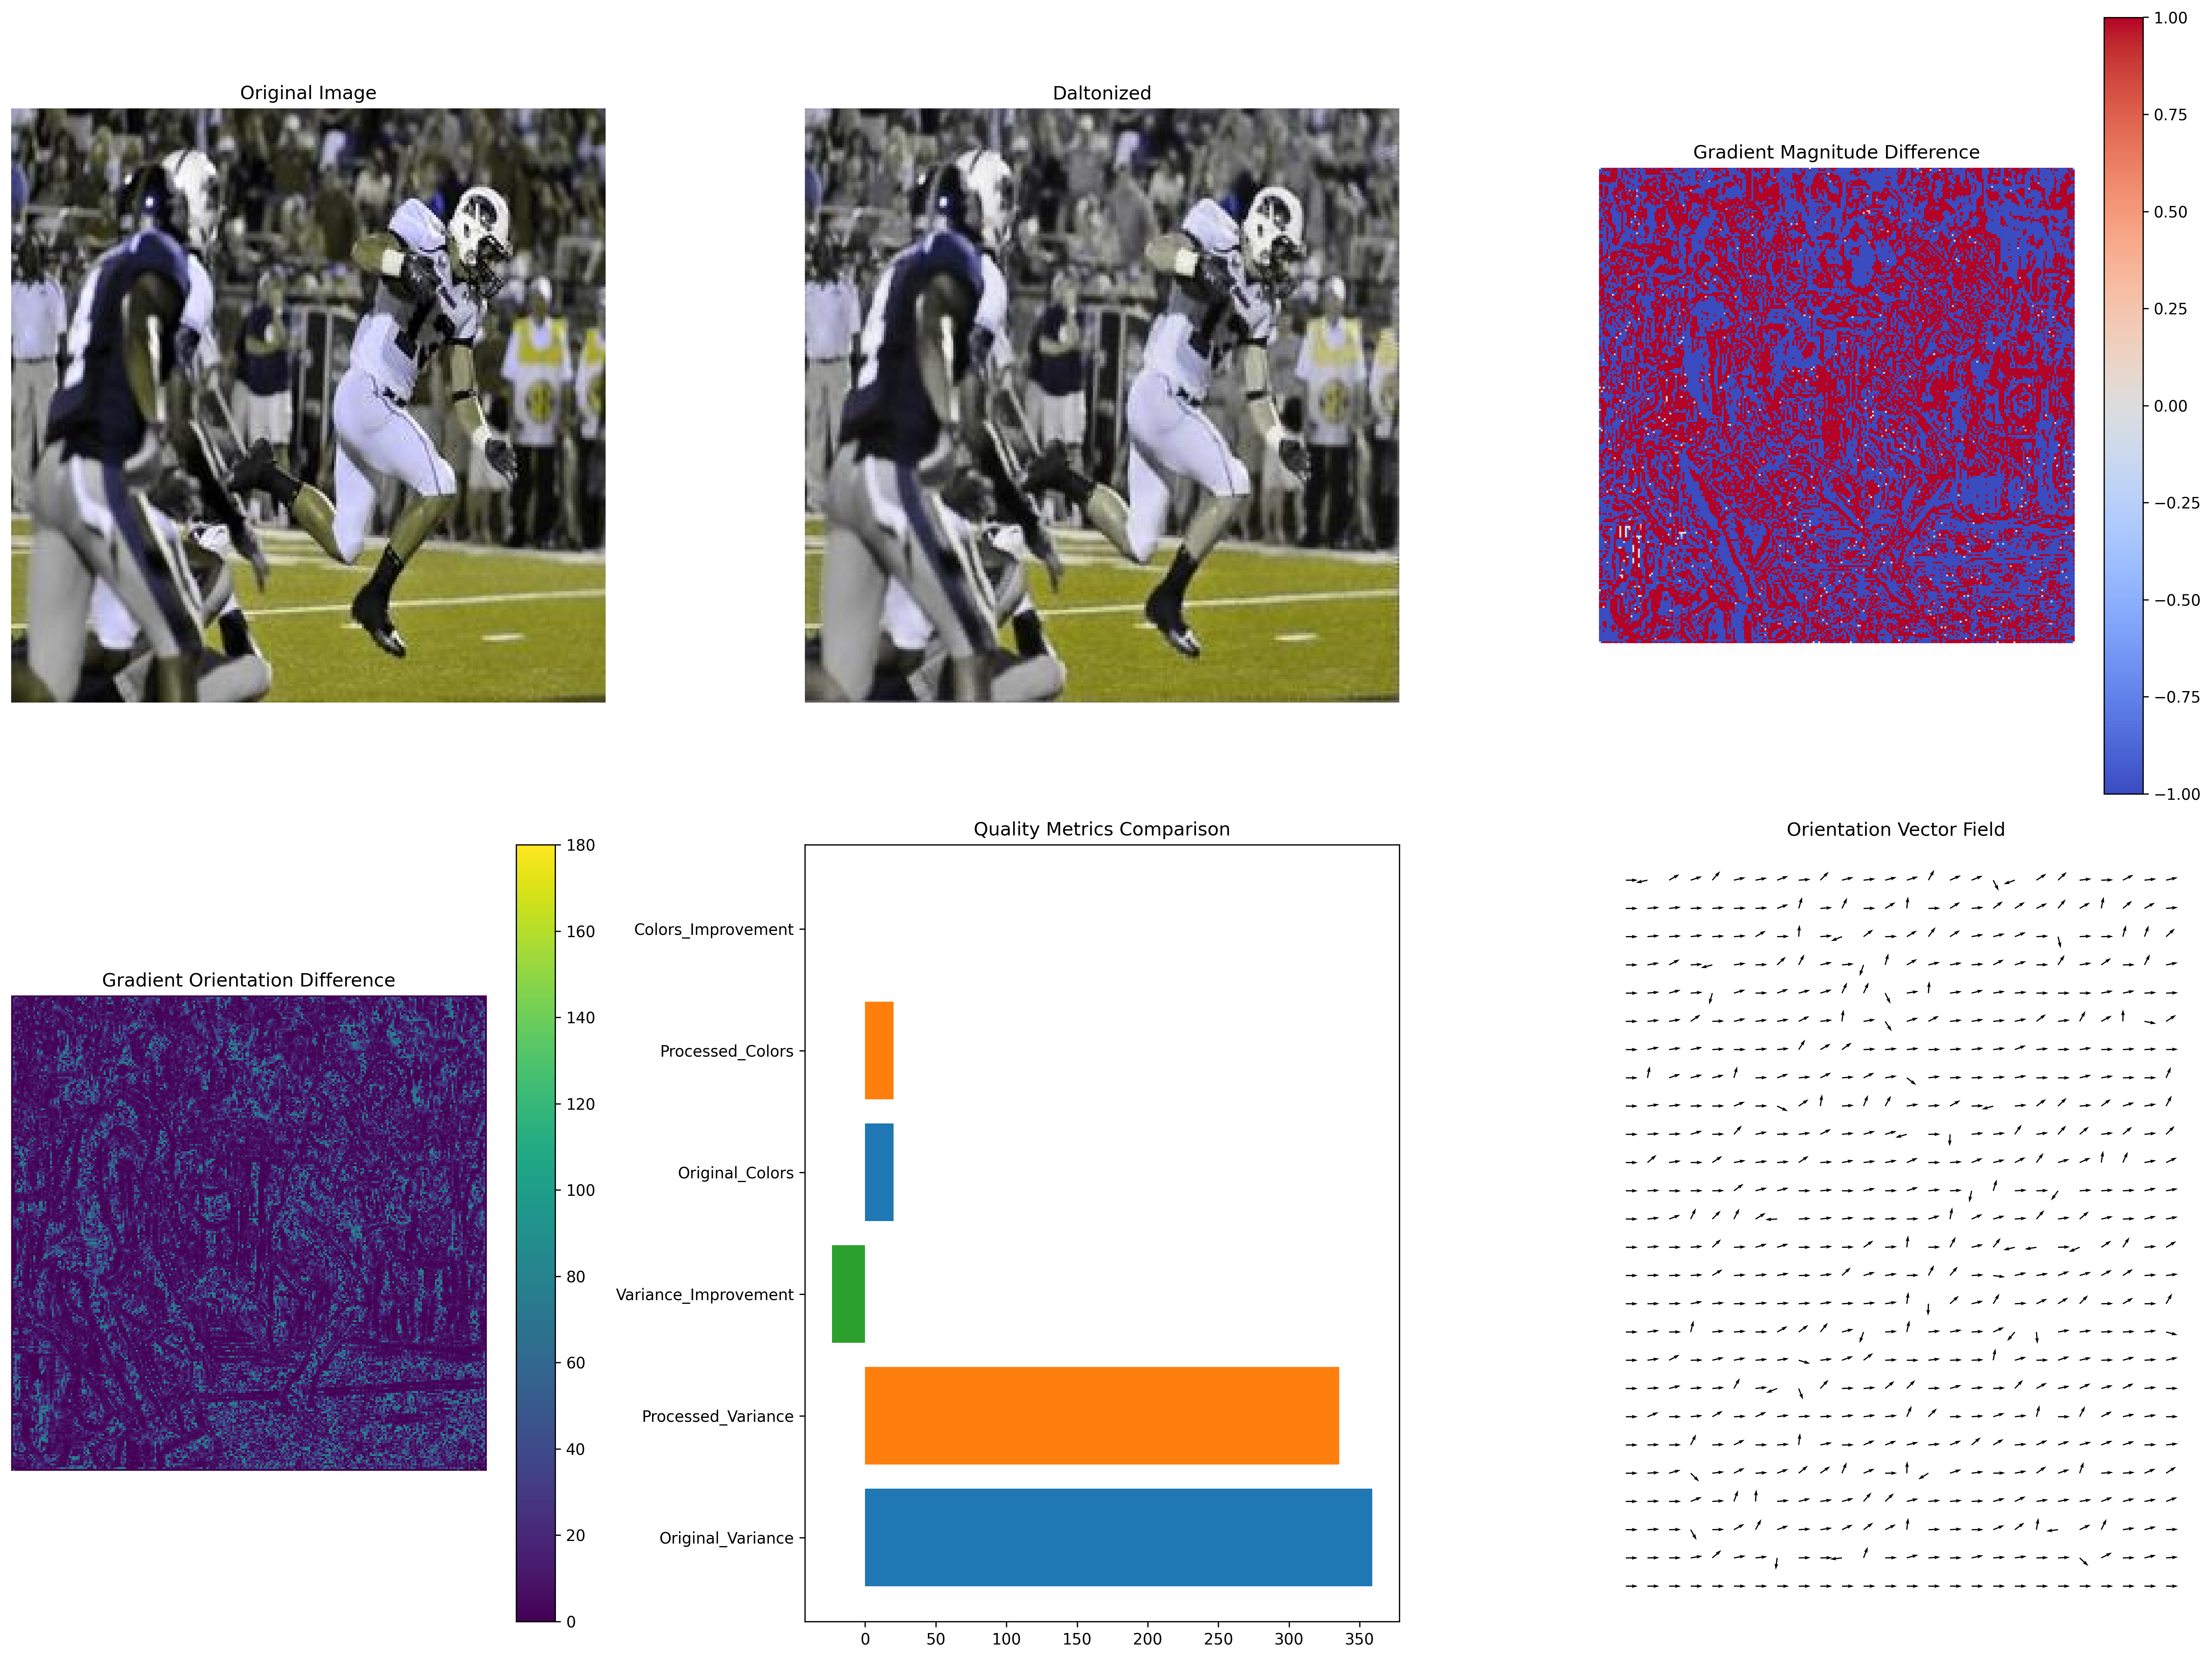 Original Image
Daltonized
Gradient Magnitude Difference
1.00
0.75
0.50
0.25
0.00
−0.25
−0.50
−0.75
−1.00
Gradient Orientation Difference
180
160
140
120
100
80
60
40
20
0
Quality Metrics Comparison
Colors_Improvement
Processed_Colors
Original_Colors
Variance_Improvement
Processed_Variance
Original_Variance
0 50 100 150 200 250 300 350
Orientation Vector Field